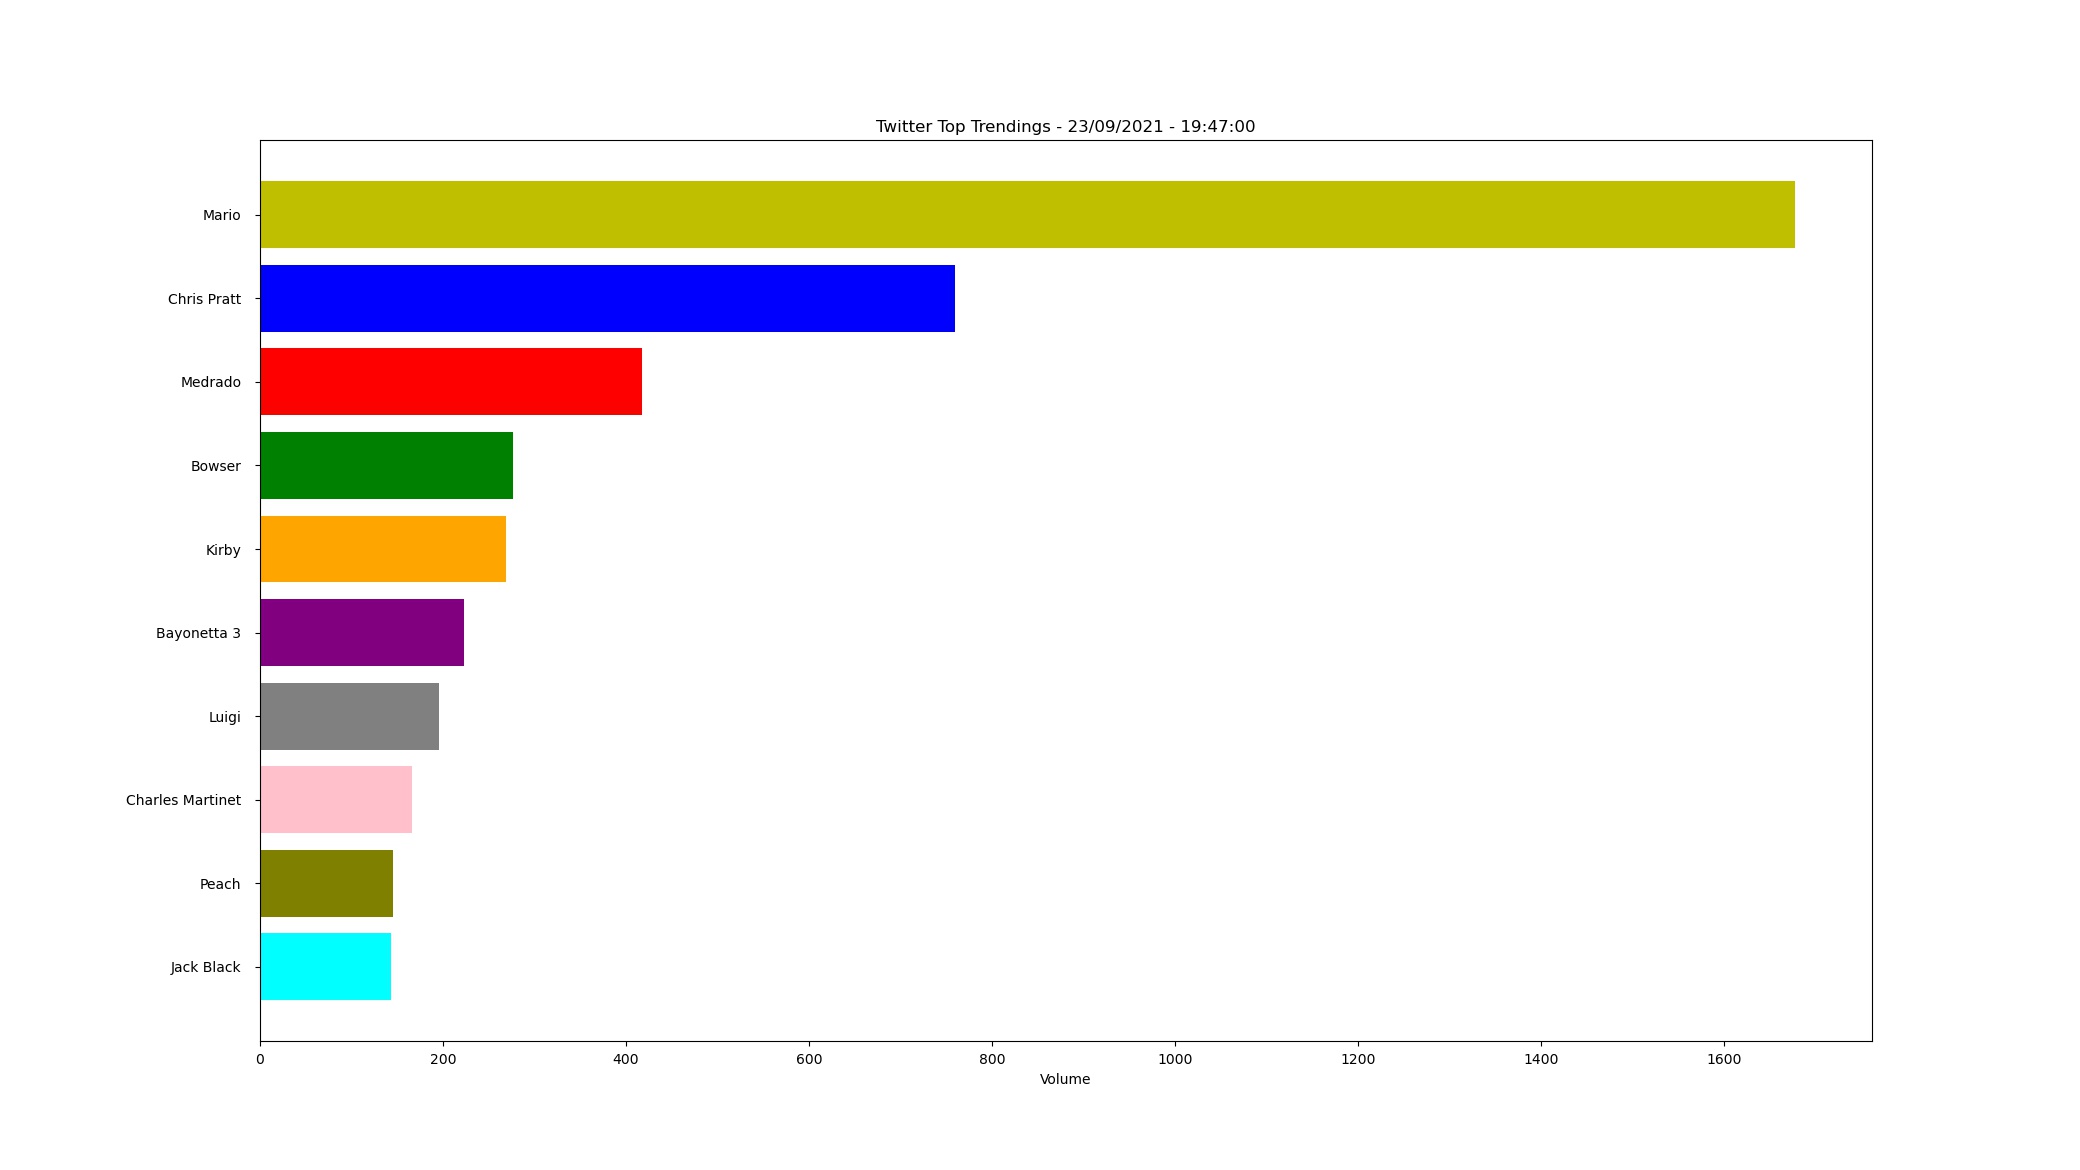 Twitter Top Trendings - 23/09/2021 - 19:47:00
Mario
Chris Pratt
Medrado
Bowser
Kirby
Bayonetta 3
Luigi
Charles Martinet
Peach
Jack Black
0 200 400 600 800 1000 1200 1400 1600
Volume